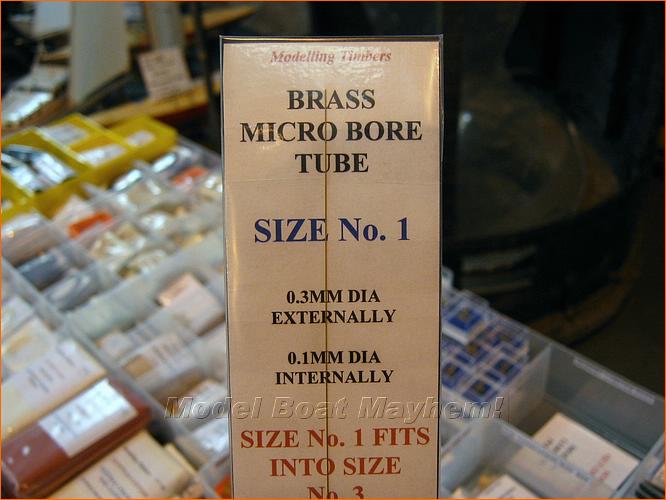 Modelling Timbers
BRASS
MICRO BORE
TUBE
SIZE No. 1
0.3MM DIA
EXTERNALLY
0.1MM DIA
INTERNALLY
Model Boat Mayhem!
SIZE No. 1 FITS
INTO SIZE
No. 3